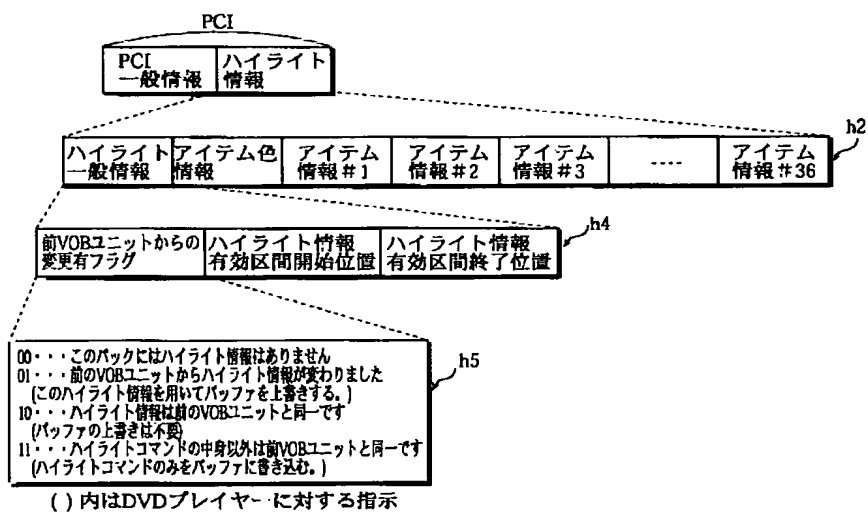 PCI
PCI
一般情報
ハイライト
情報
h2
ハイライト
一般情報
アイテム色
情報
アイテム
情報#1
アイテム
情報#2
アイテム
情報#3
----
アイテム
情報#36
h4
前VOBユニットからの
変更有フラグ
ハイライト情報
有効区間開始位置
ハイライト情報
有効区間終了位置
h5
00・・・このパックにはハイライト情報はありません
01・・・前のVOBユニットからハイライト情報が変わりました
(このハイライト情報を用いてバッファを上書きする。)
10・・・ハイライト情報は前のVOBユニットと同一です
(バッファの上書きは不要)
11・・・ハイライトコマンドの中身以外は前VOBユニットと同一です
(ハイライトコマンドのみをバッファに書き込む。)
( ) 内はDVDプレイヤーに対する指示